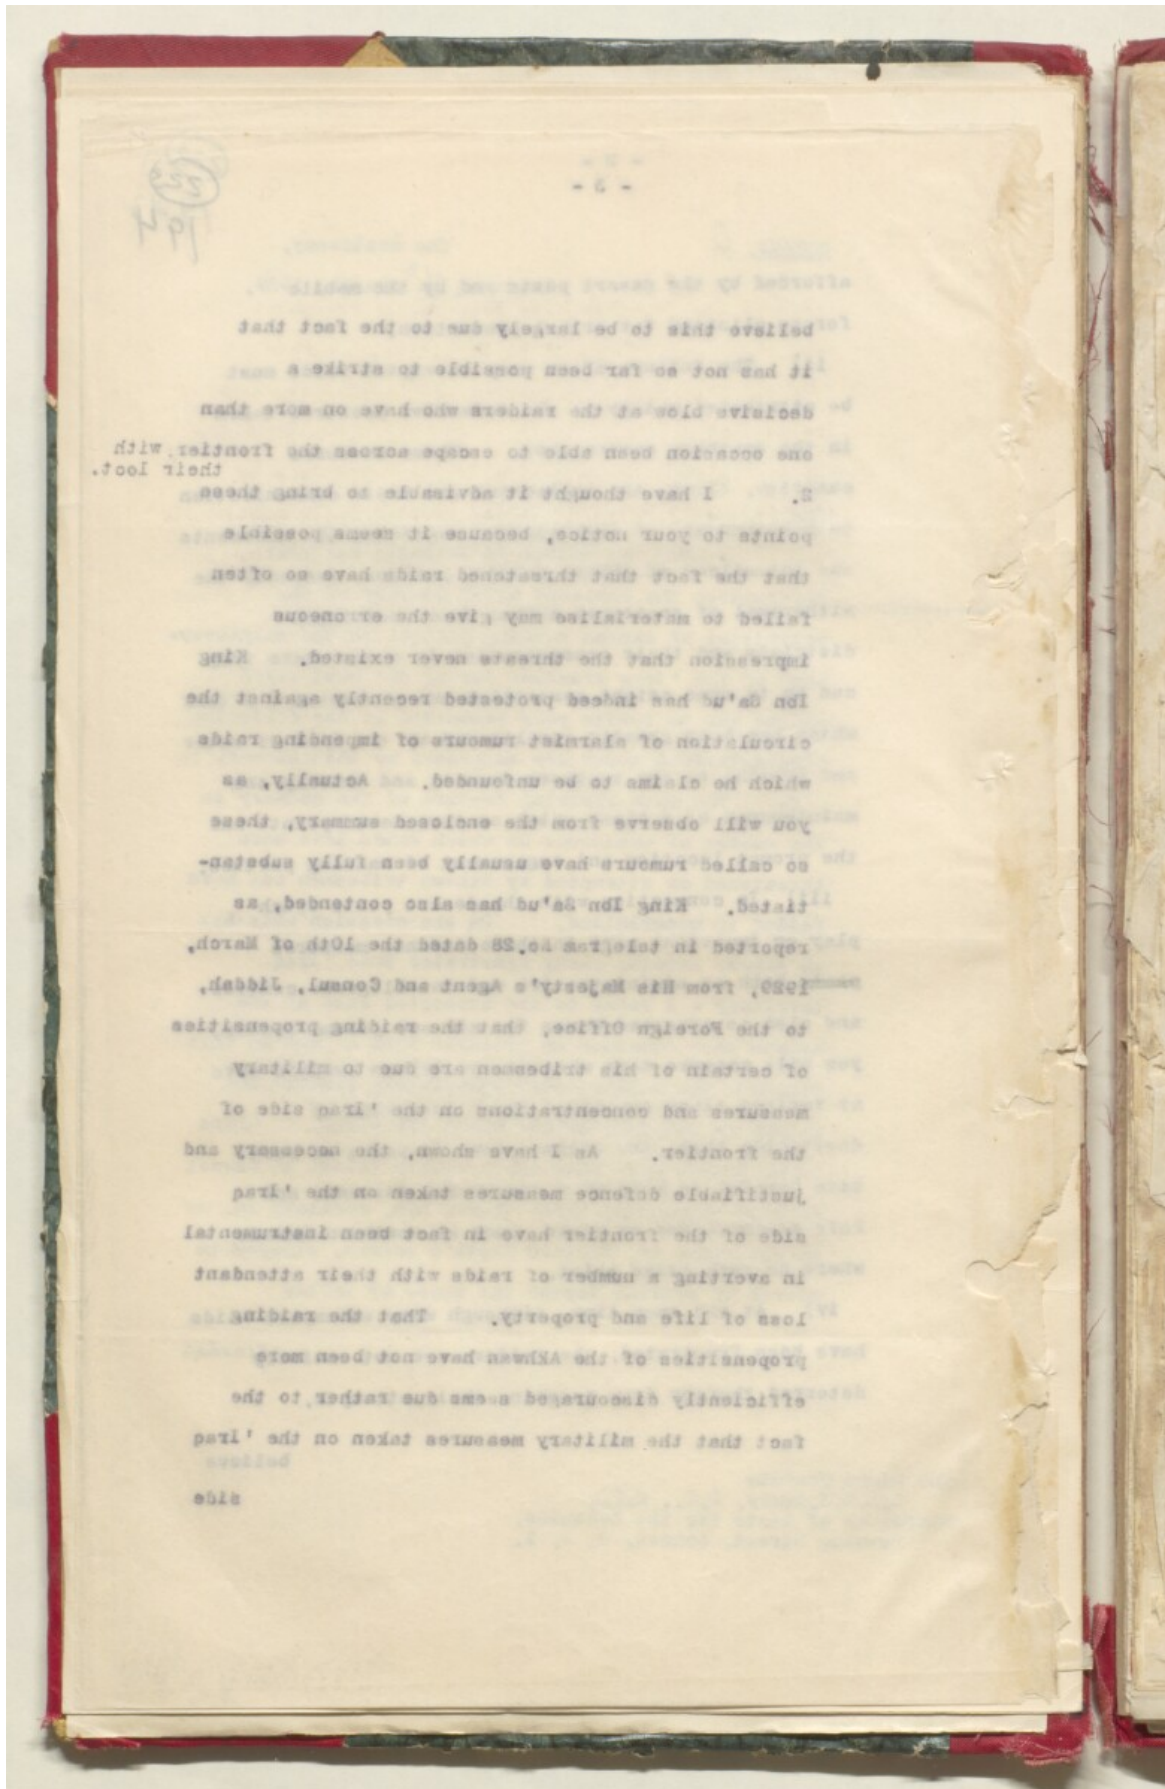 - 3 -
194
believe this to be largely due to the fact that
it has not so far been possible to strike a
decisive blow at the raiders who have on more than
one occasion been able to escape across the frontier with
their loot.
2. I have thought it advisable to bring these
points to your notice, because it seems possible
that the fact that threatened raids have so often
failed to materialise may give the erroneous
impression that the threats never existed. King
Ibn Sa'ud has indeed protested recently against the
circulation of alarmist rumours of impending raids
which he claims to be unfounded. Actually, as
you will observe from the enclosed summary, these
so called rumours have usually been fully substan-
tiated. King Ibn Sa'ud has also contended, as
reported in telegram No.28 dated the 10th of March,
1929, from His Majesty's Agent and Consul, Jiddah,
to the Foreign Office, that the raiding propensities
of certain of his tribesmen are due to military
measures and concentrations on the 'Iraq side of
the frontier. As I have shown, the necessary and
justifiable defence measures taken on the 'Iraq
side of the frontier have in fact been instrumental
in averting a number of raids with their attendant
loss of life and property. That the raiding
propensities of the Akhwan have not been more
efficiently discouraged seems due rather to the
fact that the military measures taken on the 'Iraq
side